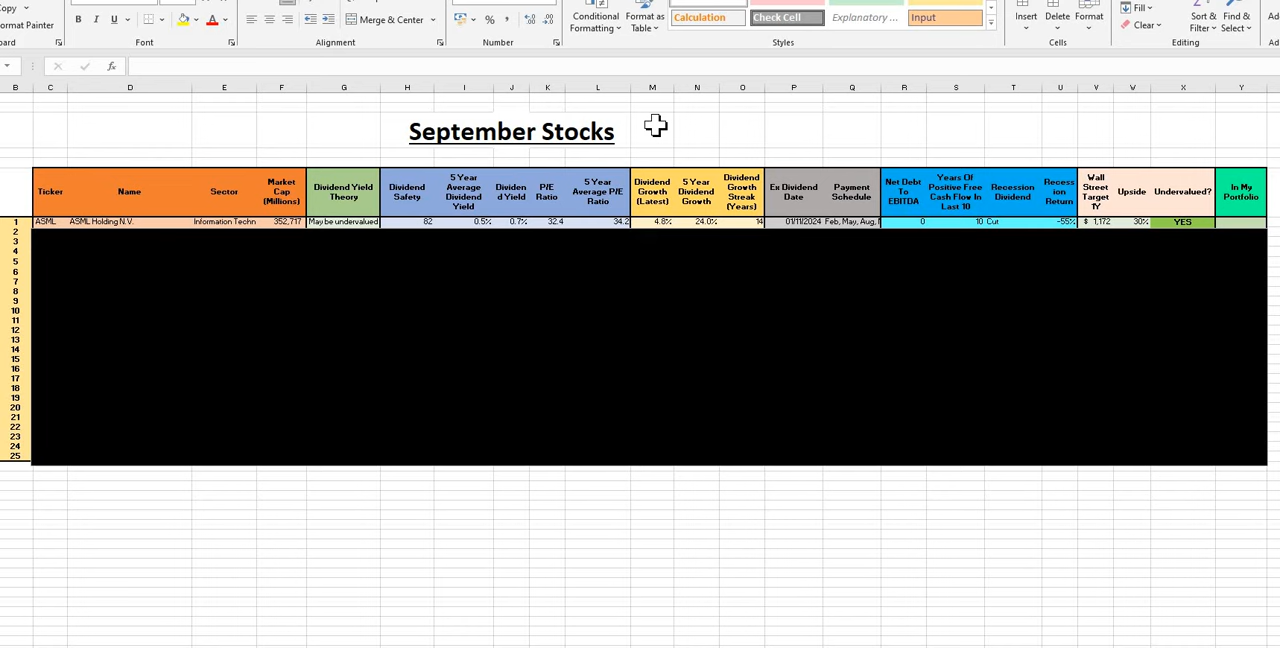 Copy
Format Painter
B U A
Merge & Center
% ,
Conditional Formatting
Format as Table
Calculation Check Cell Explanatory ... Input
Insert Delete Format
Fill
Clear
Sort & Filter
Find & Select
Font Alignment Number Styles Cells Editing
fx
B C D E F G H I J K L M N O P Q R S T U V W X Y
September Stocks
Ticker
Name
Sector
Market Cap (Millions)
Dividend Yield Theory
Dividend Safety
5 Year Average Dividend Yield
Dividend Yield
P/E Ratio
5 Year Average P/E Ratio
Dividend Growth (Latest)
5 Year Dividend Growth
Dividend Growth Streak (Years)
Ex Dividend Date
Payment Schedule
Net Debt To EBITDA
Years Of Positive Free Cash Flow In Last 10
Recession Dividend
Recession Return
Wall Street Target 1Y
Upside
Undervalued?
In My Portfolio
1 ASML ASML Holding N.V. Information Techn 352,717 May be undervalued 82 0.5% 0.7% 32.4 34.2 4.8% 24.0% 14 01/11/2024 Feb, May, Aug, 0 10 Cut -55% $ 1,172 30% YES
2
3
4
5
6
7
8
9
10
11
12
13
14
15
16
17
18
19
20
21
22
23
24
25